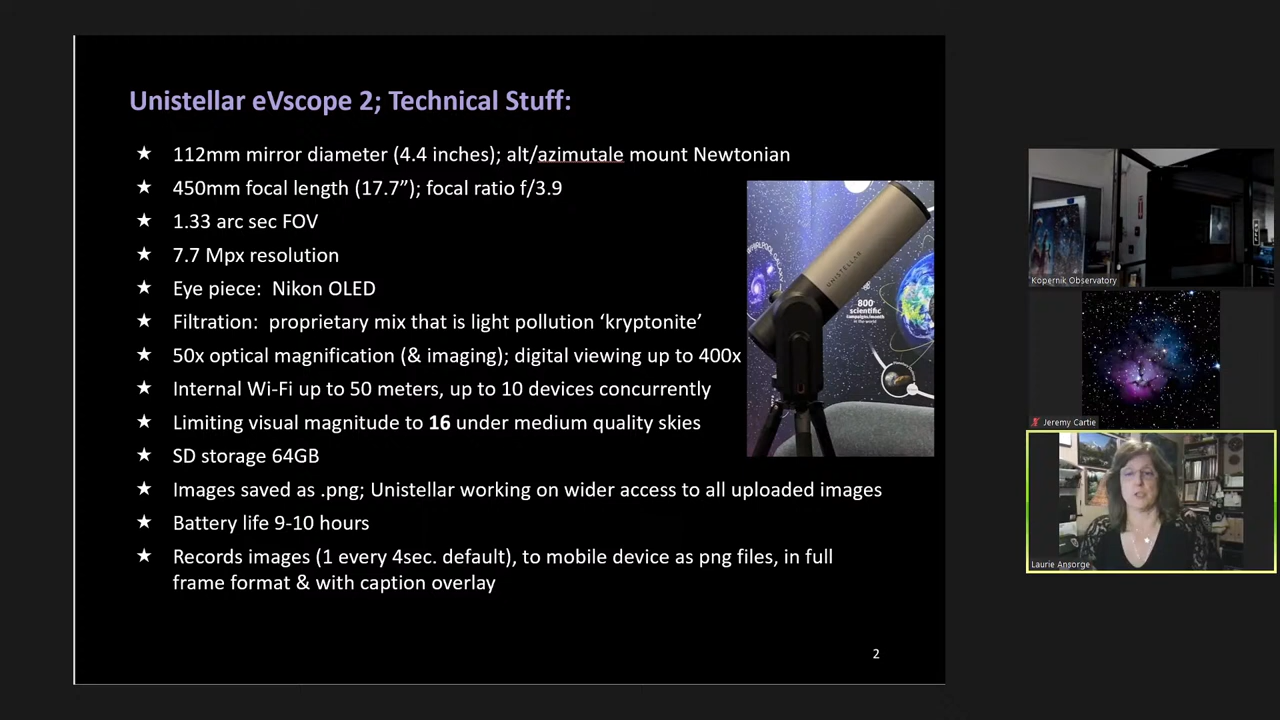 Unistellar eVscope 2; Technical Stuff:
★ 112mm mirror diameter (4.4 inches); alt/azimutale mount Newtonian
★ 450mm focal length (17.7”); focal ratio f/3.9
★ 1.33 arc sec FOV
★ 7.7 Mpx resolution
★ Eye piece: Nikon OLED
★ Filtration: proprietary mix that is light pollution ‘kryptonite’
★ 50x optical magnification (& imaging); digital viewing up to 400x
★ Internal Wi-Fi up to 50 meters, up to 10 devices concurrently
★ Limiting visual magnitude to 16 under medium quality skies
★ SD storage 64GB
★ Images saved as .png; Unistellar working on wider access to all uploaded images
★ Battery life 9-10 hours
★ Records images (1 every 4sec. default), to mobile device as png files, in full
frame format & with caption overlay
2
UNISTELLAR
800
scientific
Kopernik Observatory
Jeremy Cartie
Laurie Ansorge